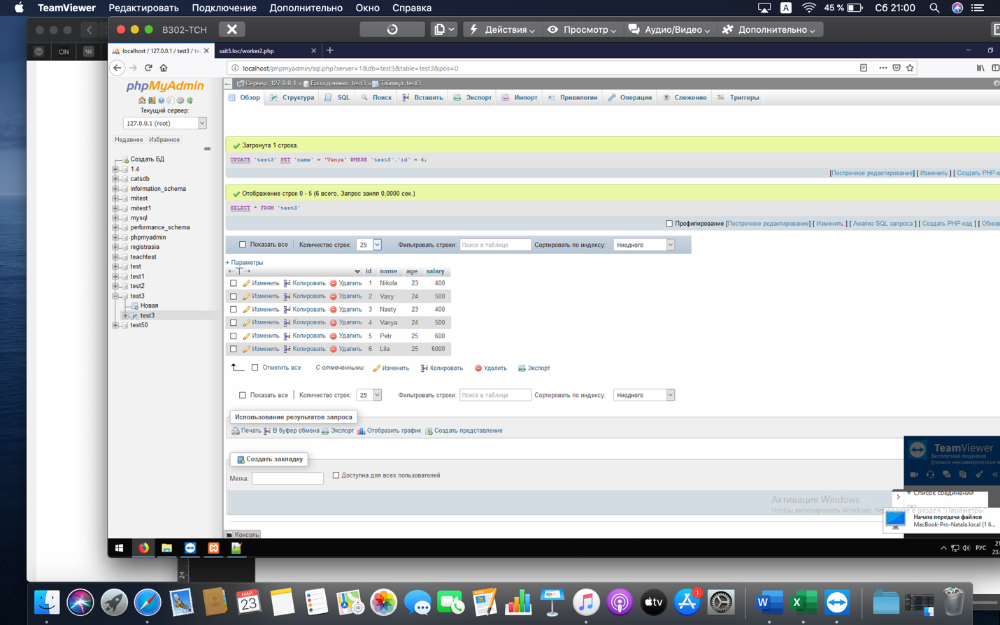 TeamViewer Редактировать Подключение Дополнительно Окно Справка A 45 % Сб 21:00
B302-TCH Действия Просмотр Аудио/Видео Дополнительно
ON
localhost / 127.0.0.1 / test3 / te
sait5.loc/worker2.php
localhost/phpmyadmin/sql.php?server=1&db=test3&table=test3&pos=0
phpMyAdmin
Текущий сервер:
127.0.0.1 (root)
Недавнее Избранное
Создать БД
1.4
catsdb
information_schema
mitest
mitest1
mysql
performance_schema
phpmyadmin
registrasia
teachtest
test
test1
test2
test3
Новая
test3
test50
Сервер: 127.0.0.1 » База данных: test3 » Таблица: test3
Обзор Структура SQL Поиск Вставить Экспорт Импорт Привилегии Операции Слежение Триггеры
Затронута 1 строка.
UPDATE `test3` SET `name` = 'Vanya' WHERE `test3`.`id` = 4;
[Построчное редактирование] [ Изменить ] [ Создать PHP-к
Отображение строк 0 - 5 (6 всего, Запрос занял 0,0000 сек.)
SELECT * FROM `test3`
Профилирование [Построчное редактирование] [ Изменить ] [ Анализ SQL запроса ] [ Создать PHP-код ] [ Обнов
Показать все Количество строк: 25 Фильтровать строки: Поиск в таблице Сортировать по индексу: Ниодного
+ Параметры
id name age salary
Изменить Копировать Удалить 1 Nikola 23 400
Изменить Копировать Удалить 2 Vasy 24 500
Изменить Копировать Удалить 3 Nasty 23 400
Изменить Копировать Удалить 4 Vanya 24 500
Изменить Копировать Удалить 5 Petr 25 600
Изменить Копировать Удалить 6 Lila 25 6000
Отметить все С отмеченными: Изменить Копировать Удалить Экспорт
Показать все Количество строк: 25 Фильтровать строки: Поиск в таблице Сортировать по индексу: Ниодного
Использование результатов запроса
Печать В буфер обмена Экспорт Отобразить график Создать представление
Создать закладку
Метка: Доступна для всех пользователей
Консоль
TeamViewer
Бесплатная лицензия
(только некоммерческое и
Список соединений
Активация Windows
Чтобы активировать Windows, перейдите в раздел "Параметры".
Начата передача файлов
MacBook-Pro-Natala.local (1 6...
РУС
21
23.
24
МАЯ
23
3D
tv
1
W
X